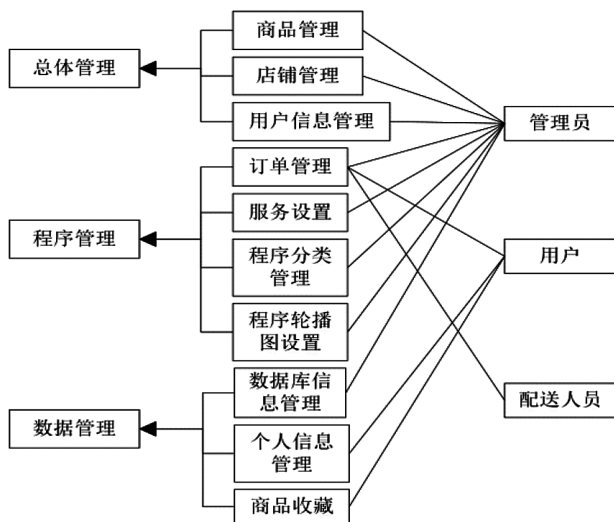 商品管理
总体管理
店铺管理
用户信息管理
管理员
订单管理
服务设置
程序管理
程序分类
管理
用户
程序轮播
图设置
数据库信
息管理
配送人员
数据管理
个人信息
管理
商品收藏